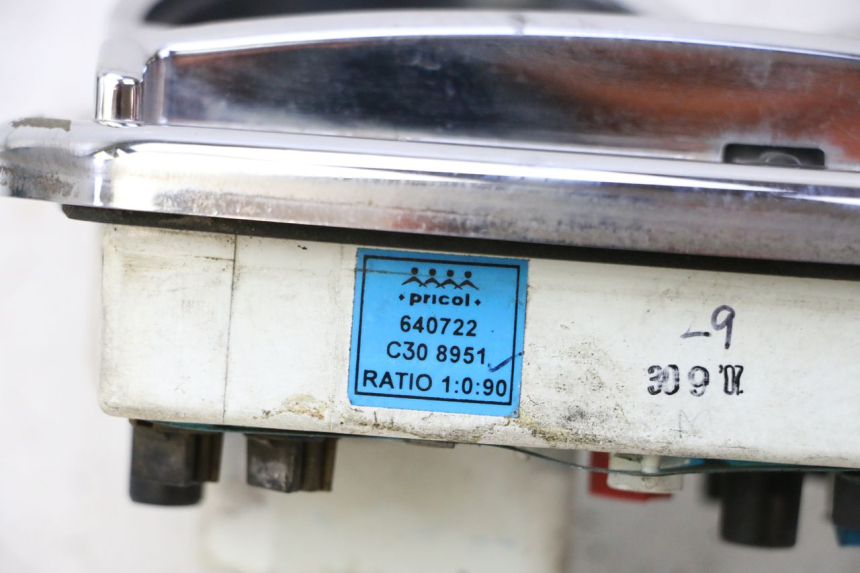 pricol
640722
C30 8951
RATIO 1:0:90
-9
30 9 '07